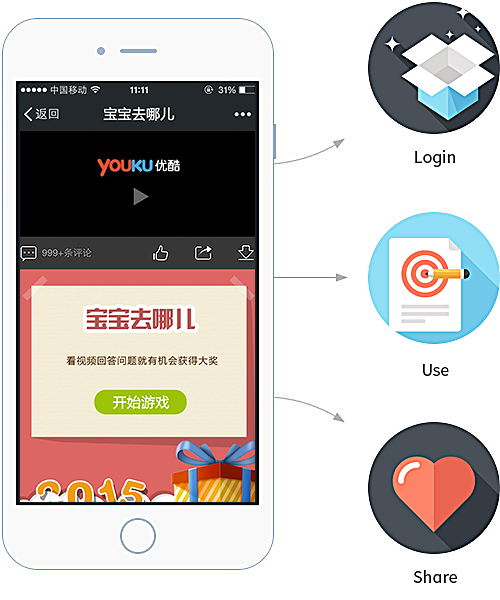 中国移动 11:11 31%
返回 宝宝去哪儿
YOUKU 优酷
999+条评论
宝宝去哪儿
看视频回答问题就有机会获得大奖
开始游戏
2015
Login
Use
Share